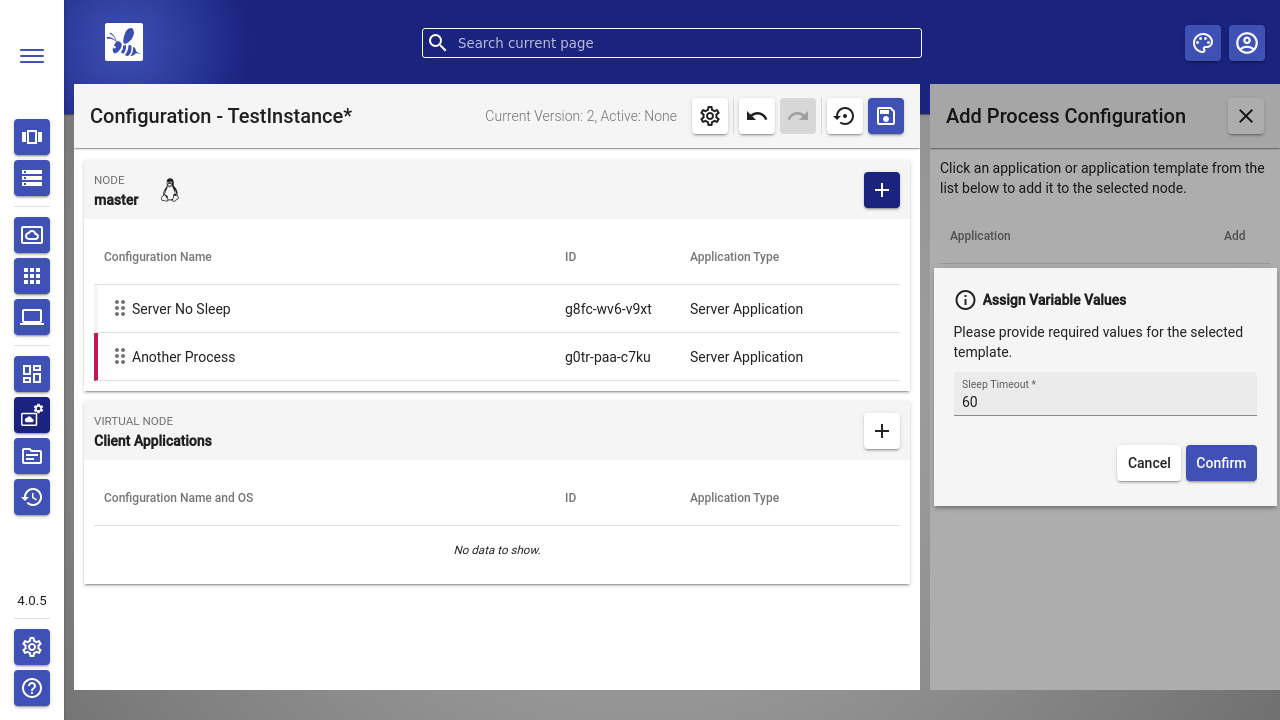 Search current page
Configuration - TestInstance*
Current Version: 2, Active: None
NODE
master
Configuration Name ID Application Type
Server No Sleep g8fc-wv6-v9xt Server Application
Another Process g0tr-paa-c7ku Server Application
VIRTUAL NODE
Client Applications
Configuration Name and OS ID Application Type
No data to show.
Add Process Configuration
Click an application or application template from the
list below to add it to the selected node.
Application Add
Assign Variable Values
Please provide required values for the selected
template.
Sleep Timeout *
60
Cancel Confirm
4.0.5